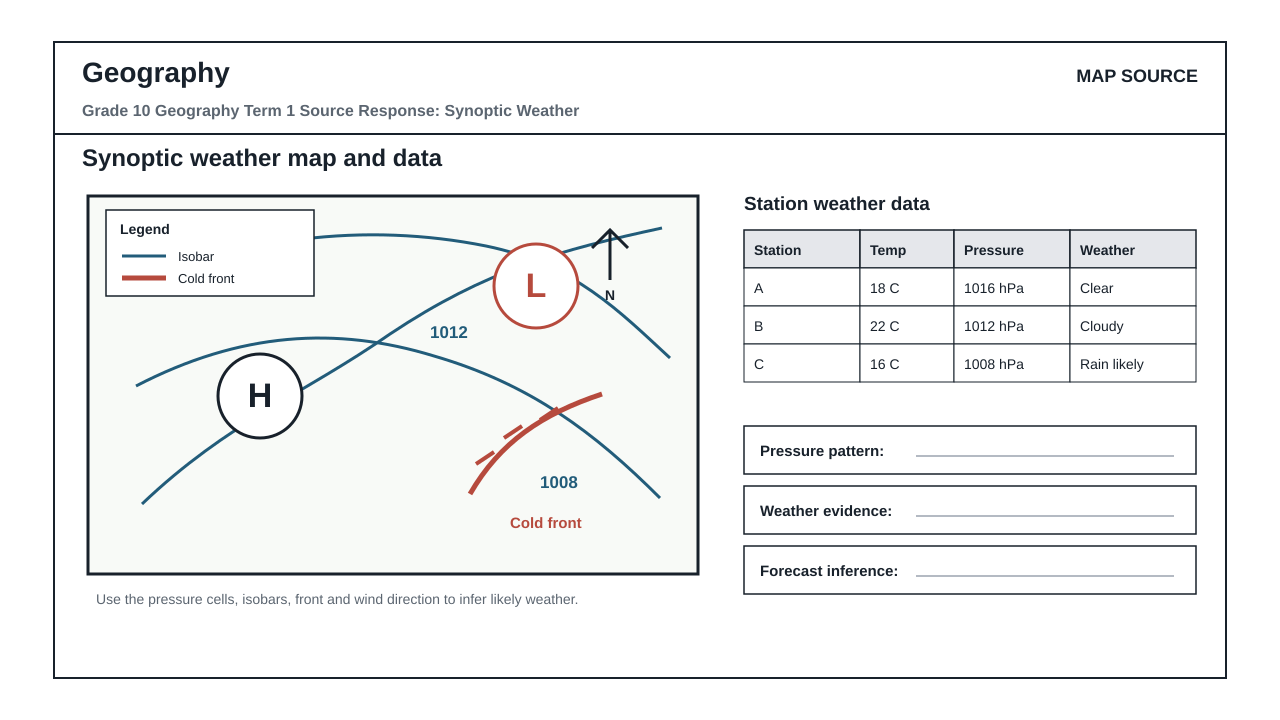 Geography
MAP SOURCE
Grade 10 Geography Term 1 Source Response: Synoptic Weather
Synoptic weather map and data
Legend
Isobar
Cold front
L
N
1012
H
1008
Cold front
Use the pressure cells, isobars, front and wind direction to infer likely weather.
Station weather data
Station Temp Pressure Weather
A 18 C 1016 hPa Clear
B 22 C 1012 hPa Cloudy
C 16 C 1008 hPa Rain likely
Pressure pattern:
Weather evidence:
Forecast inference: